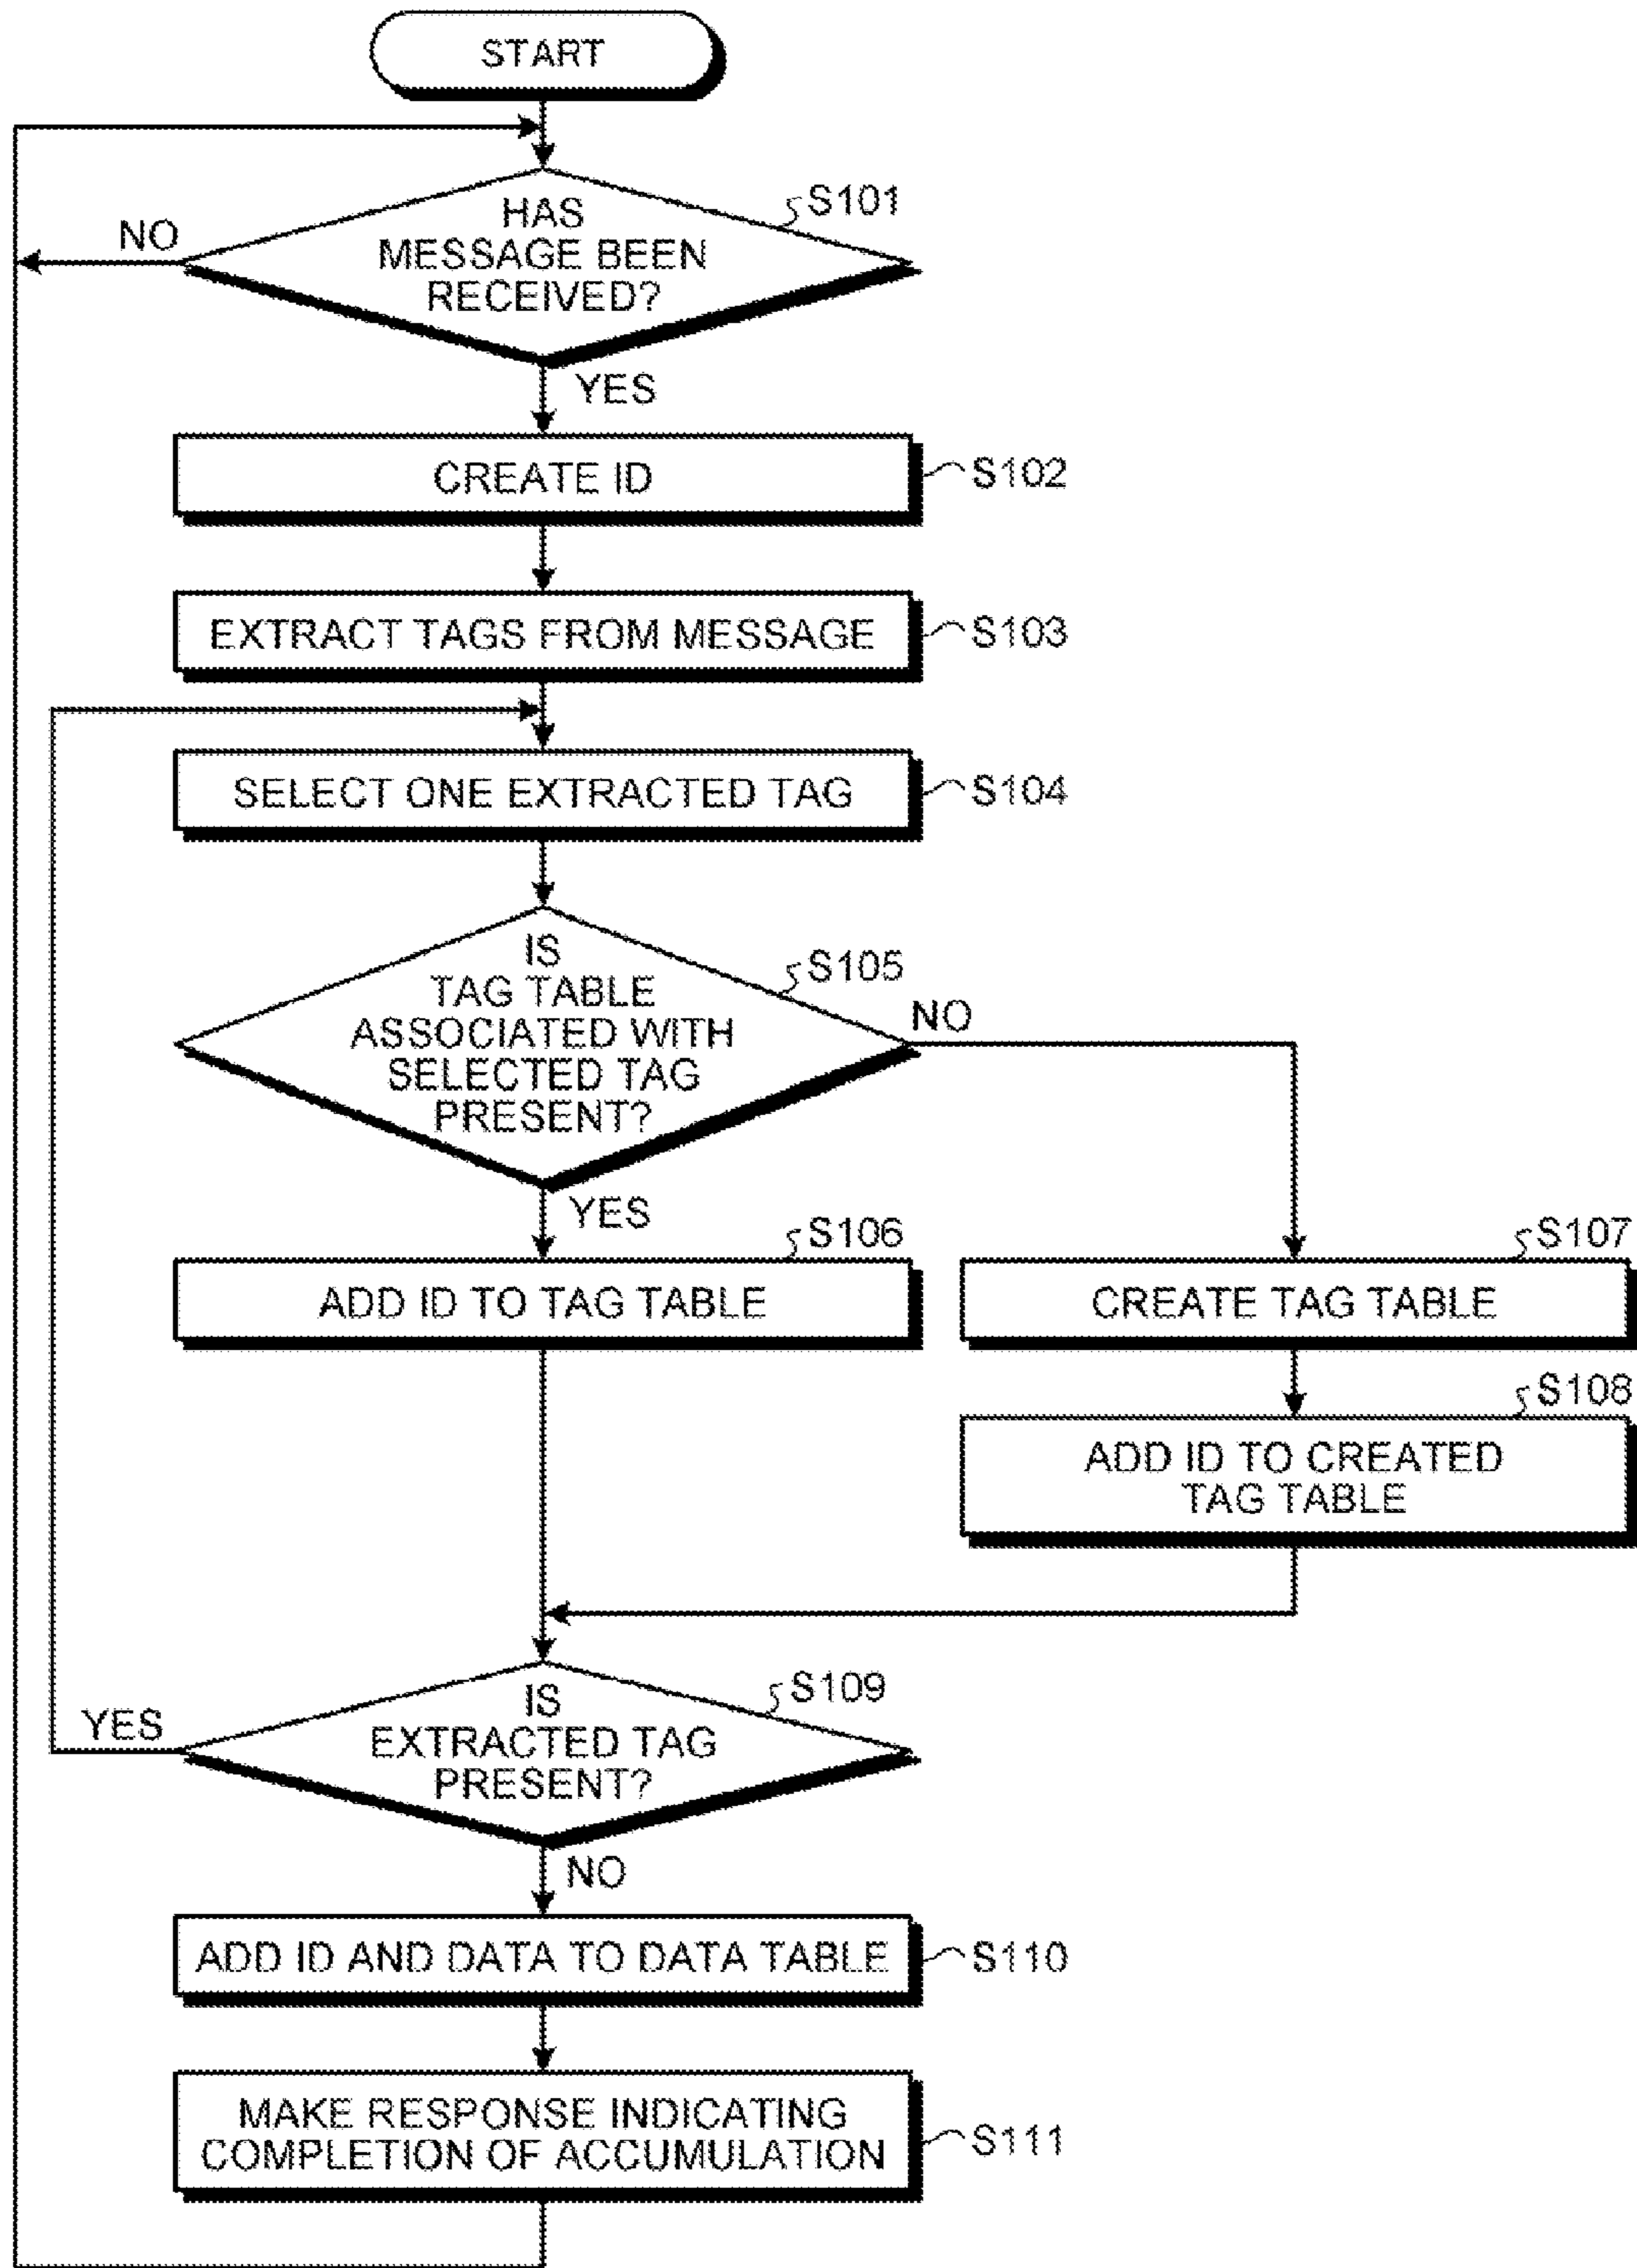 START
HAS
MESSAGE BEEN
RECEIVED?
S101
NO
YES
CREATE ID
S102
EXTRACT TAGS FROM MESSAGE
S103
SELECT ONE EXTRACTED TAG
S104
IS
TAG TABLE
ASSOCIATED WITH
SELECTED TAG
PRESENT?
S105
NO
YES
S106
ADD ID TO TAG TABLE
S107
CREATE TAG TABLE
S108
ADD ID TO CREATED
TAG TABLE
IS
EXTRACTED TAG
PRESENT?
S109
YES
NO
ADD ID AND DATA TO DATA TABLE
S110
MAKE RESPONSE INDICATING
COMPLETION OF ACCUMULATION
S111